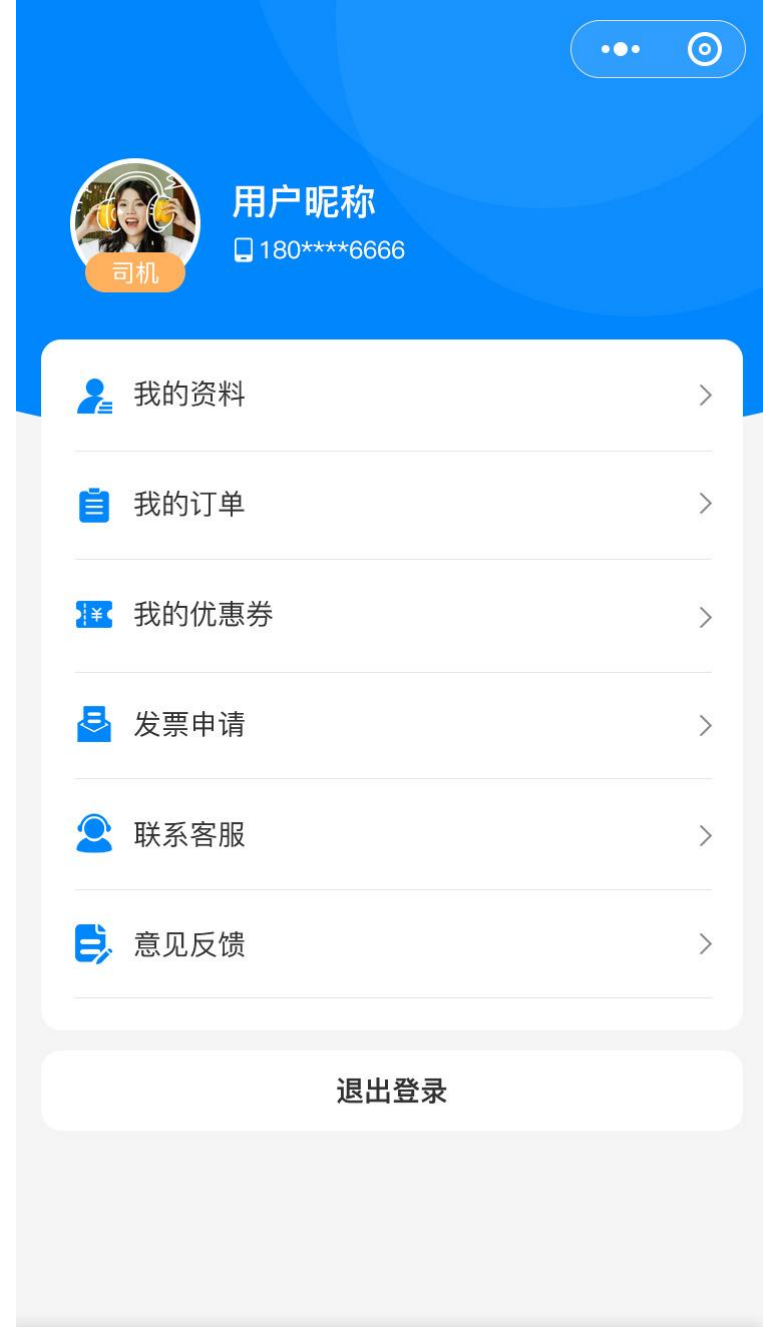 用户昵称
180****6666
司机
我的资料
我的订单
我的优惠券
发票申请
联系客服
意见反馈
退出登录